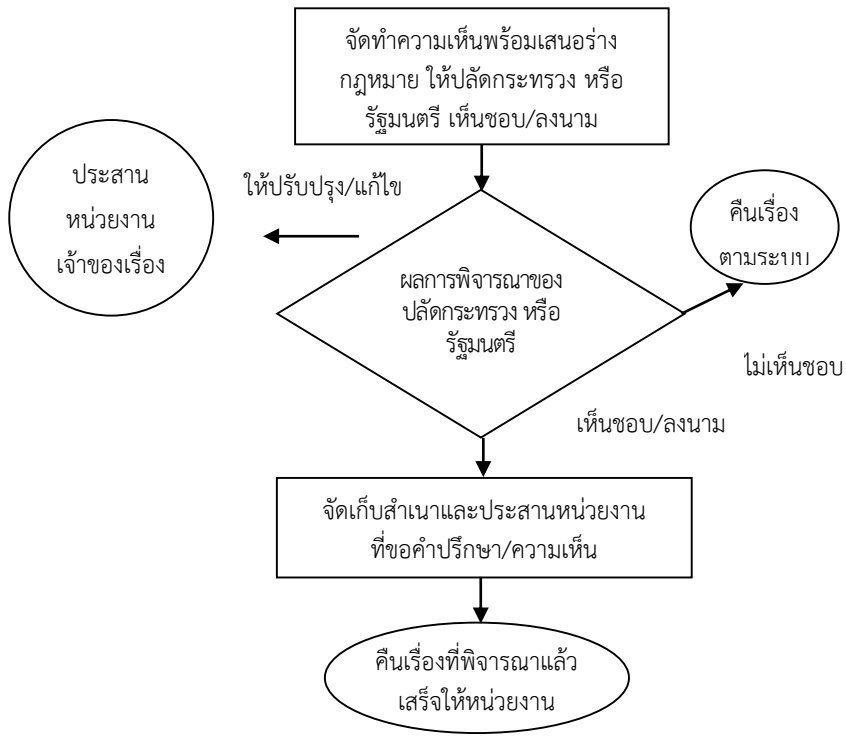 จัดทำความเห็นพร้อมเสนอร่าง
กฎหมาย ให้ปลัดกระทรวง หรือ
รัฐมนตรี เห็นชอบ/ลงนาม
ประสาน
หน่วยงาน
เจ้าของเรื่อง
ให้ปรับปรุง/แก้ไข
คืนเรื่อง
ตามระบบ
ผลการพิจารณาของ
ปลัดกระทรวง หรือ
รัฐมนตรี
ไม่เห็นชอบ
เห็นชอบ/ลงนาม
จัดเก็บสำเนาและประสานหน่วยงาน
ที่ขอคำปรึกษา/ความเห็น
คืนเรื่องที่พิจารณาแล้ว
เสร็จให้หน่วยงาน